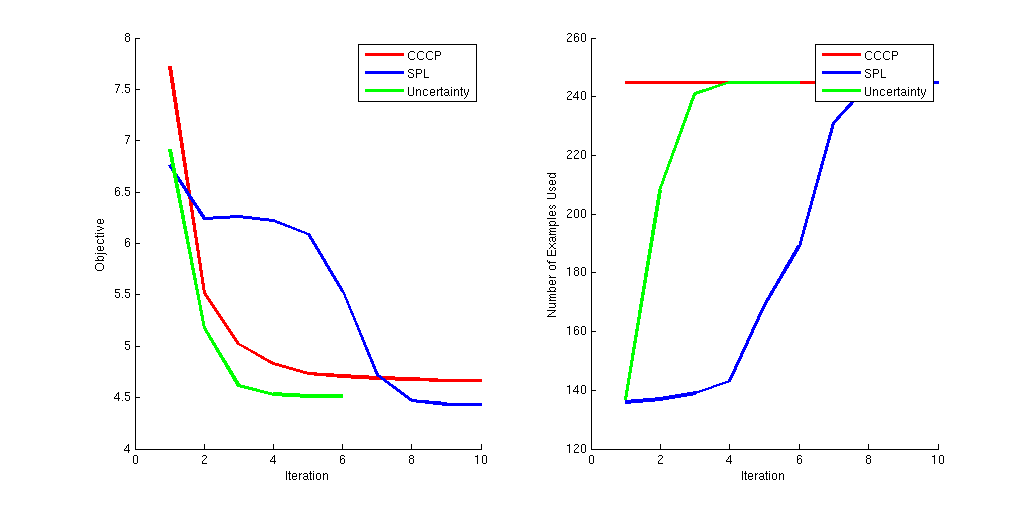 8
7.5
7
6.5
6
5.5
5
4.5
4
0
2
4
6
8
10
Objective
Iteration
CCCP
SPL
Uncertainty
260
240
220
200
180
160
140
120
0
2
4
6
8
10
Number of Examples Used
Iteration
CCCP
SPL
Uncertainty